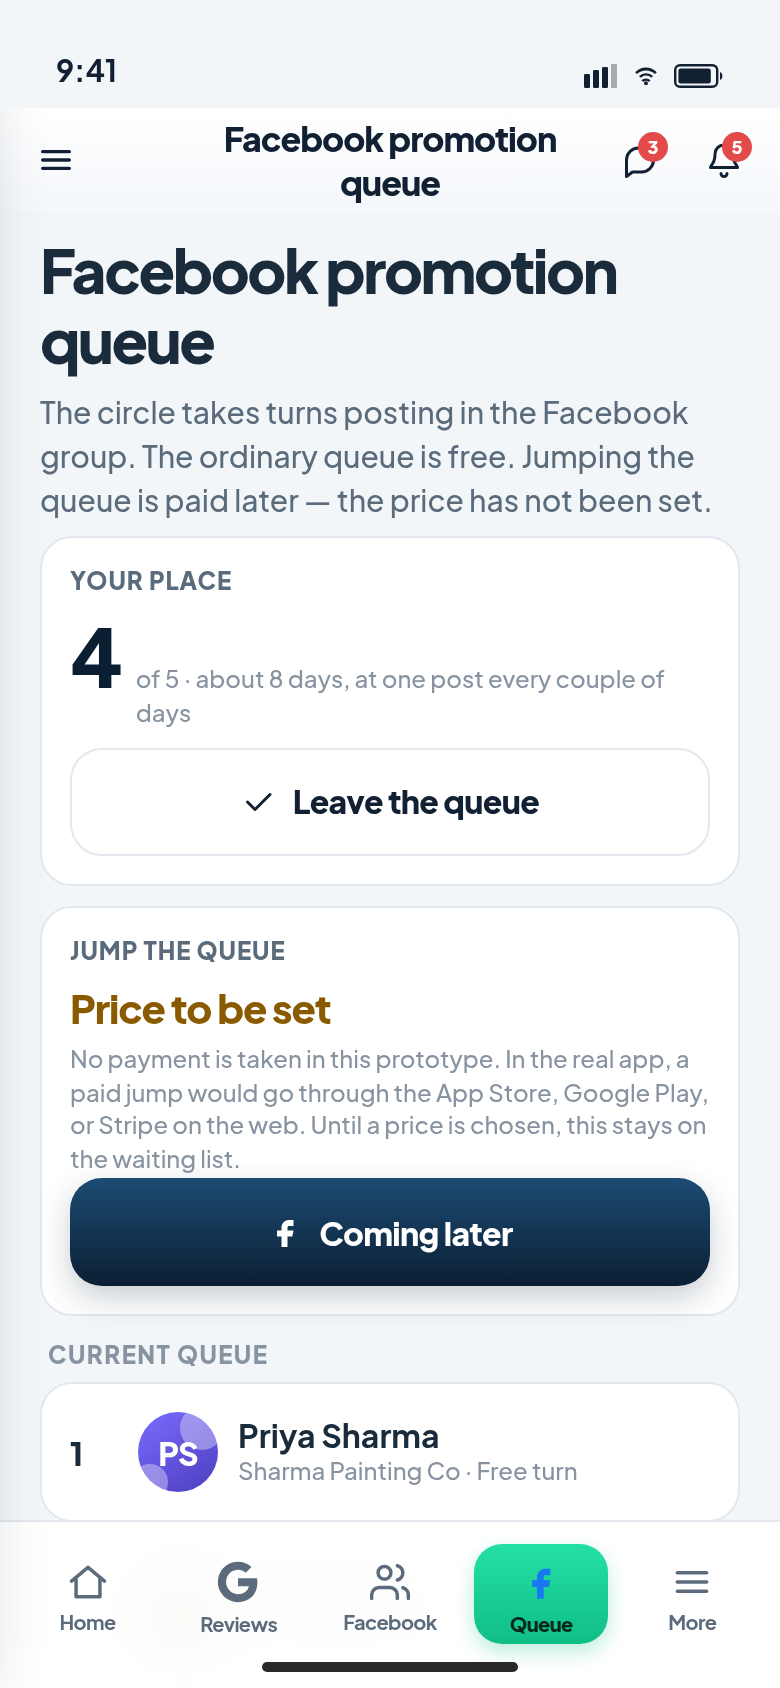 9:41
Facebook promotion
queue
3
5
Facebook promotion
queue
The circle takes turns posting in the Facebook
group. The ordinary queue is free. Jumping the
queue is paid later — the price has not been set.
YOUR PLACE
4
of 5 · about 8 days, at one post every couple of
days
Leave the queue
JUMP THE QUEUE
Price to be set
No payment is taken in this prototype. In the real app, a
paid jump would go through the App Store, Google Play,
or Stripe on the web. Until a price is chosen, this stays on
the waiting list.
Coming later
CURRENT QUEUE
1
PS
Priya Sharma
Sharma Painting Co · Free turn
Home
Reviews
Facebook
Queue
More